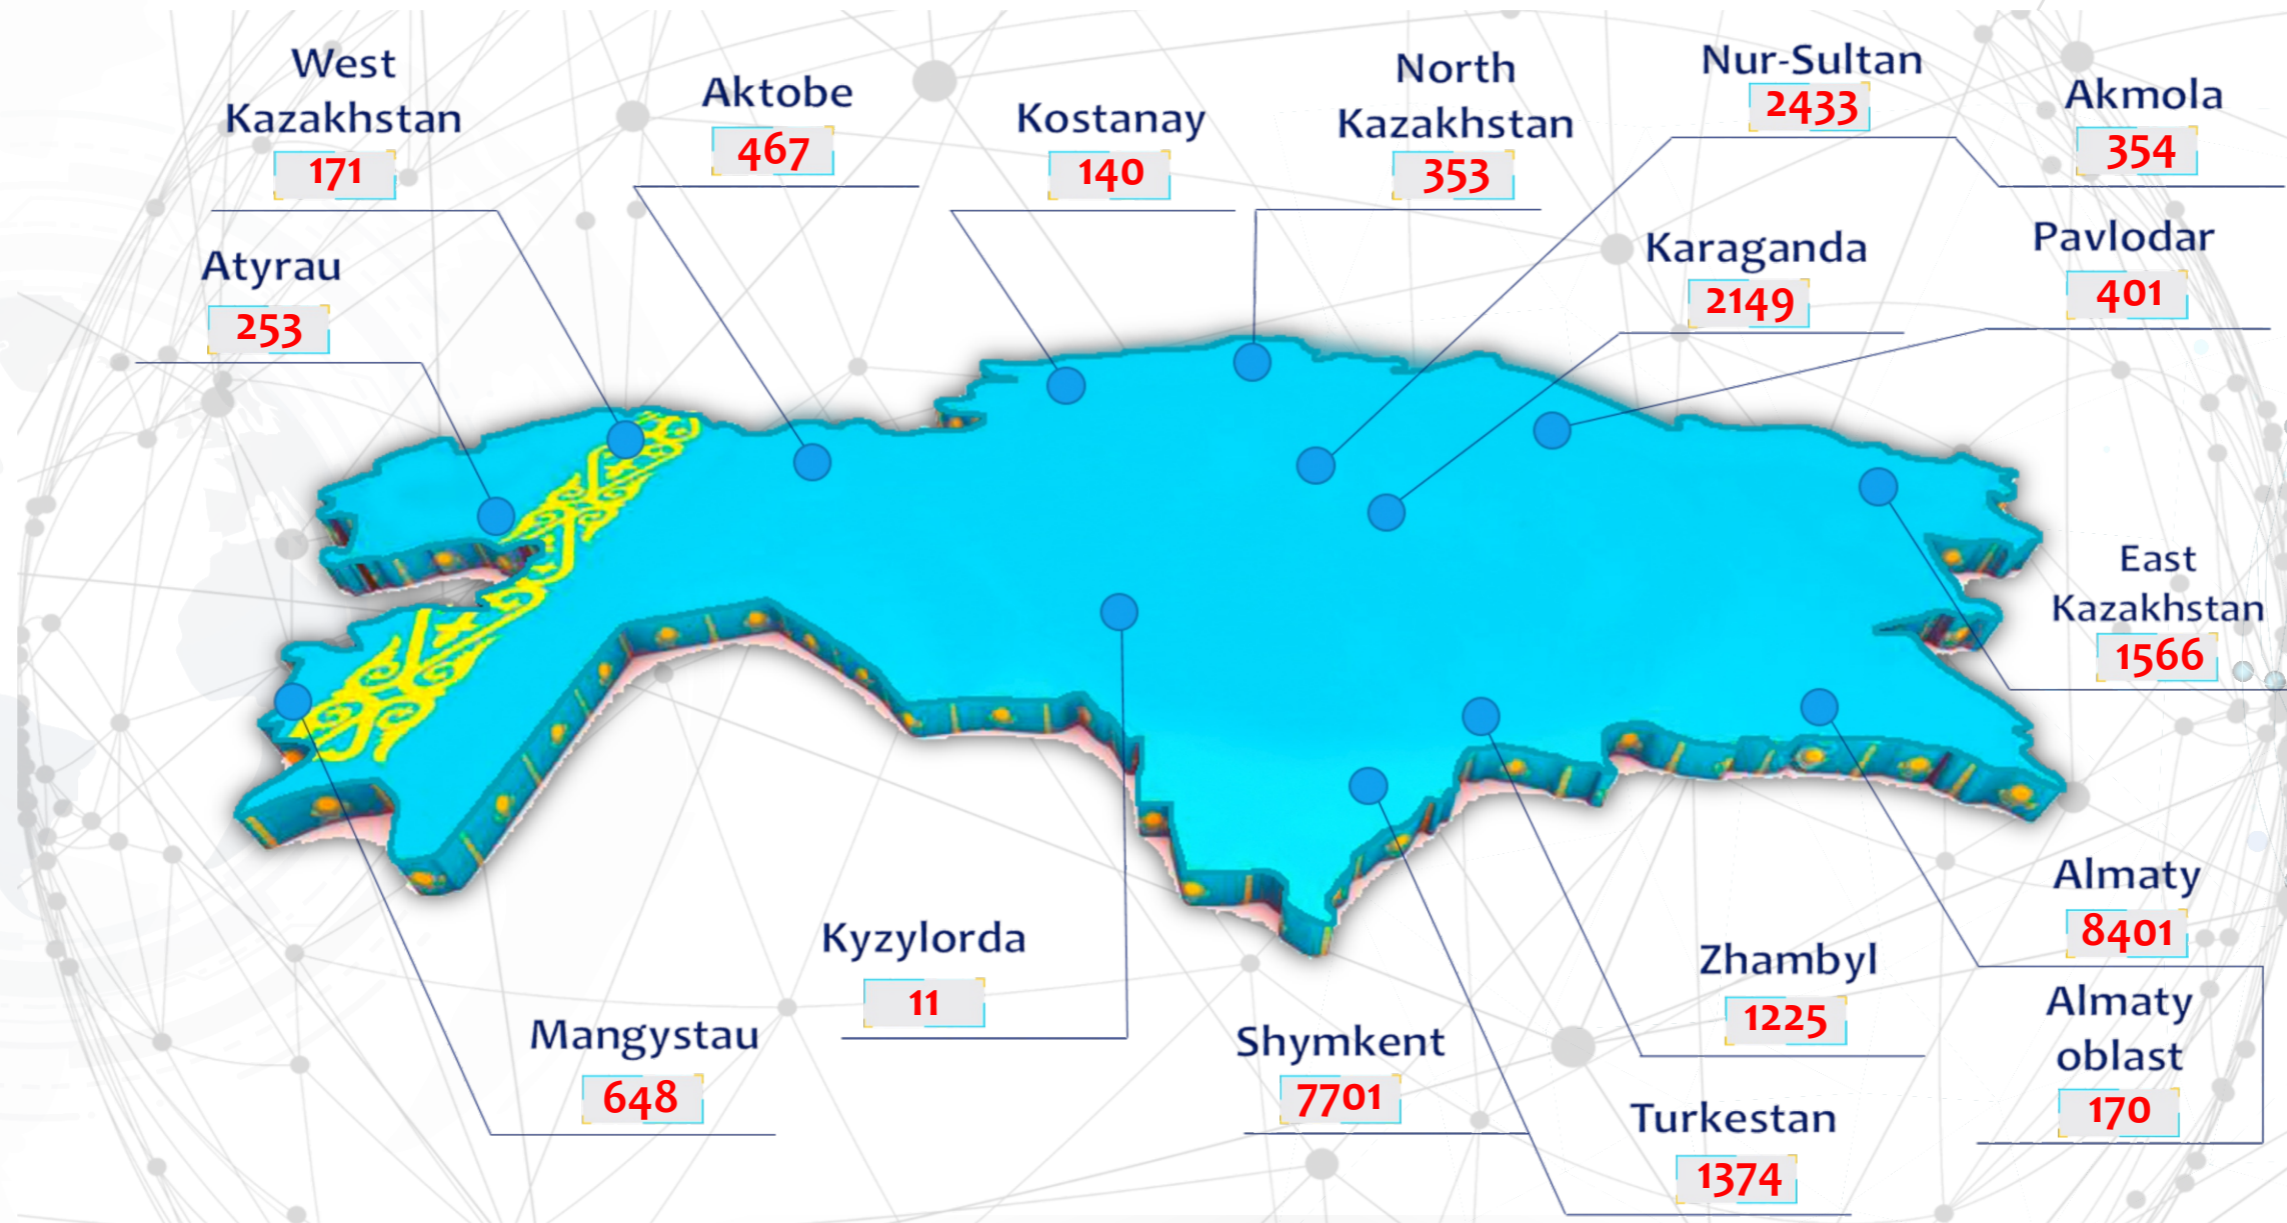 West
Kazakhstan
171
Aktobe
467
Kostanay
140
North
Kazakhstan
353
Nur-Sultan
2433
Akmola
354
Atyrau
253
Karaganda
2149
Pavlodar
401
East
Kazakhstan
1566
Almaty
8401
Almaty
oblast
170
Kyzylorda
11
Zhambyl
1225
Mangystau
648
Shymkent
7701
Turkestan
1374